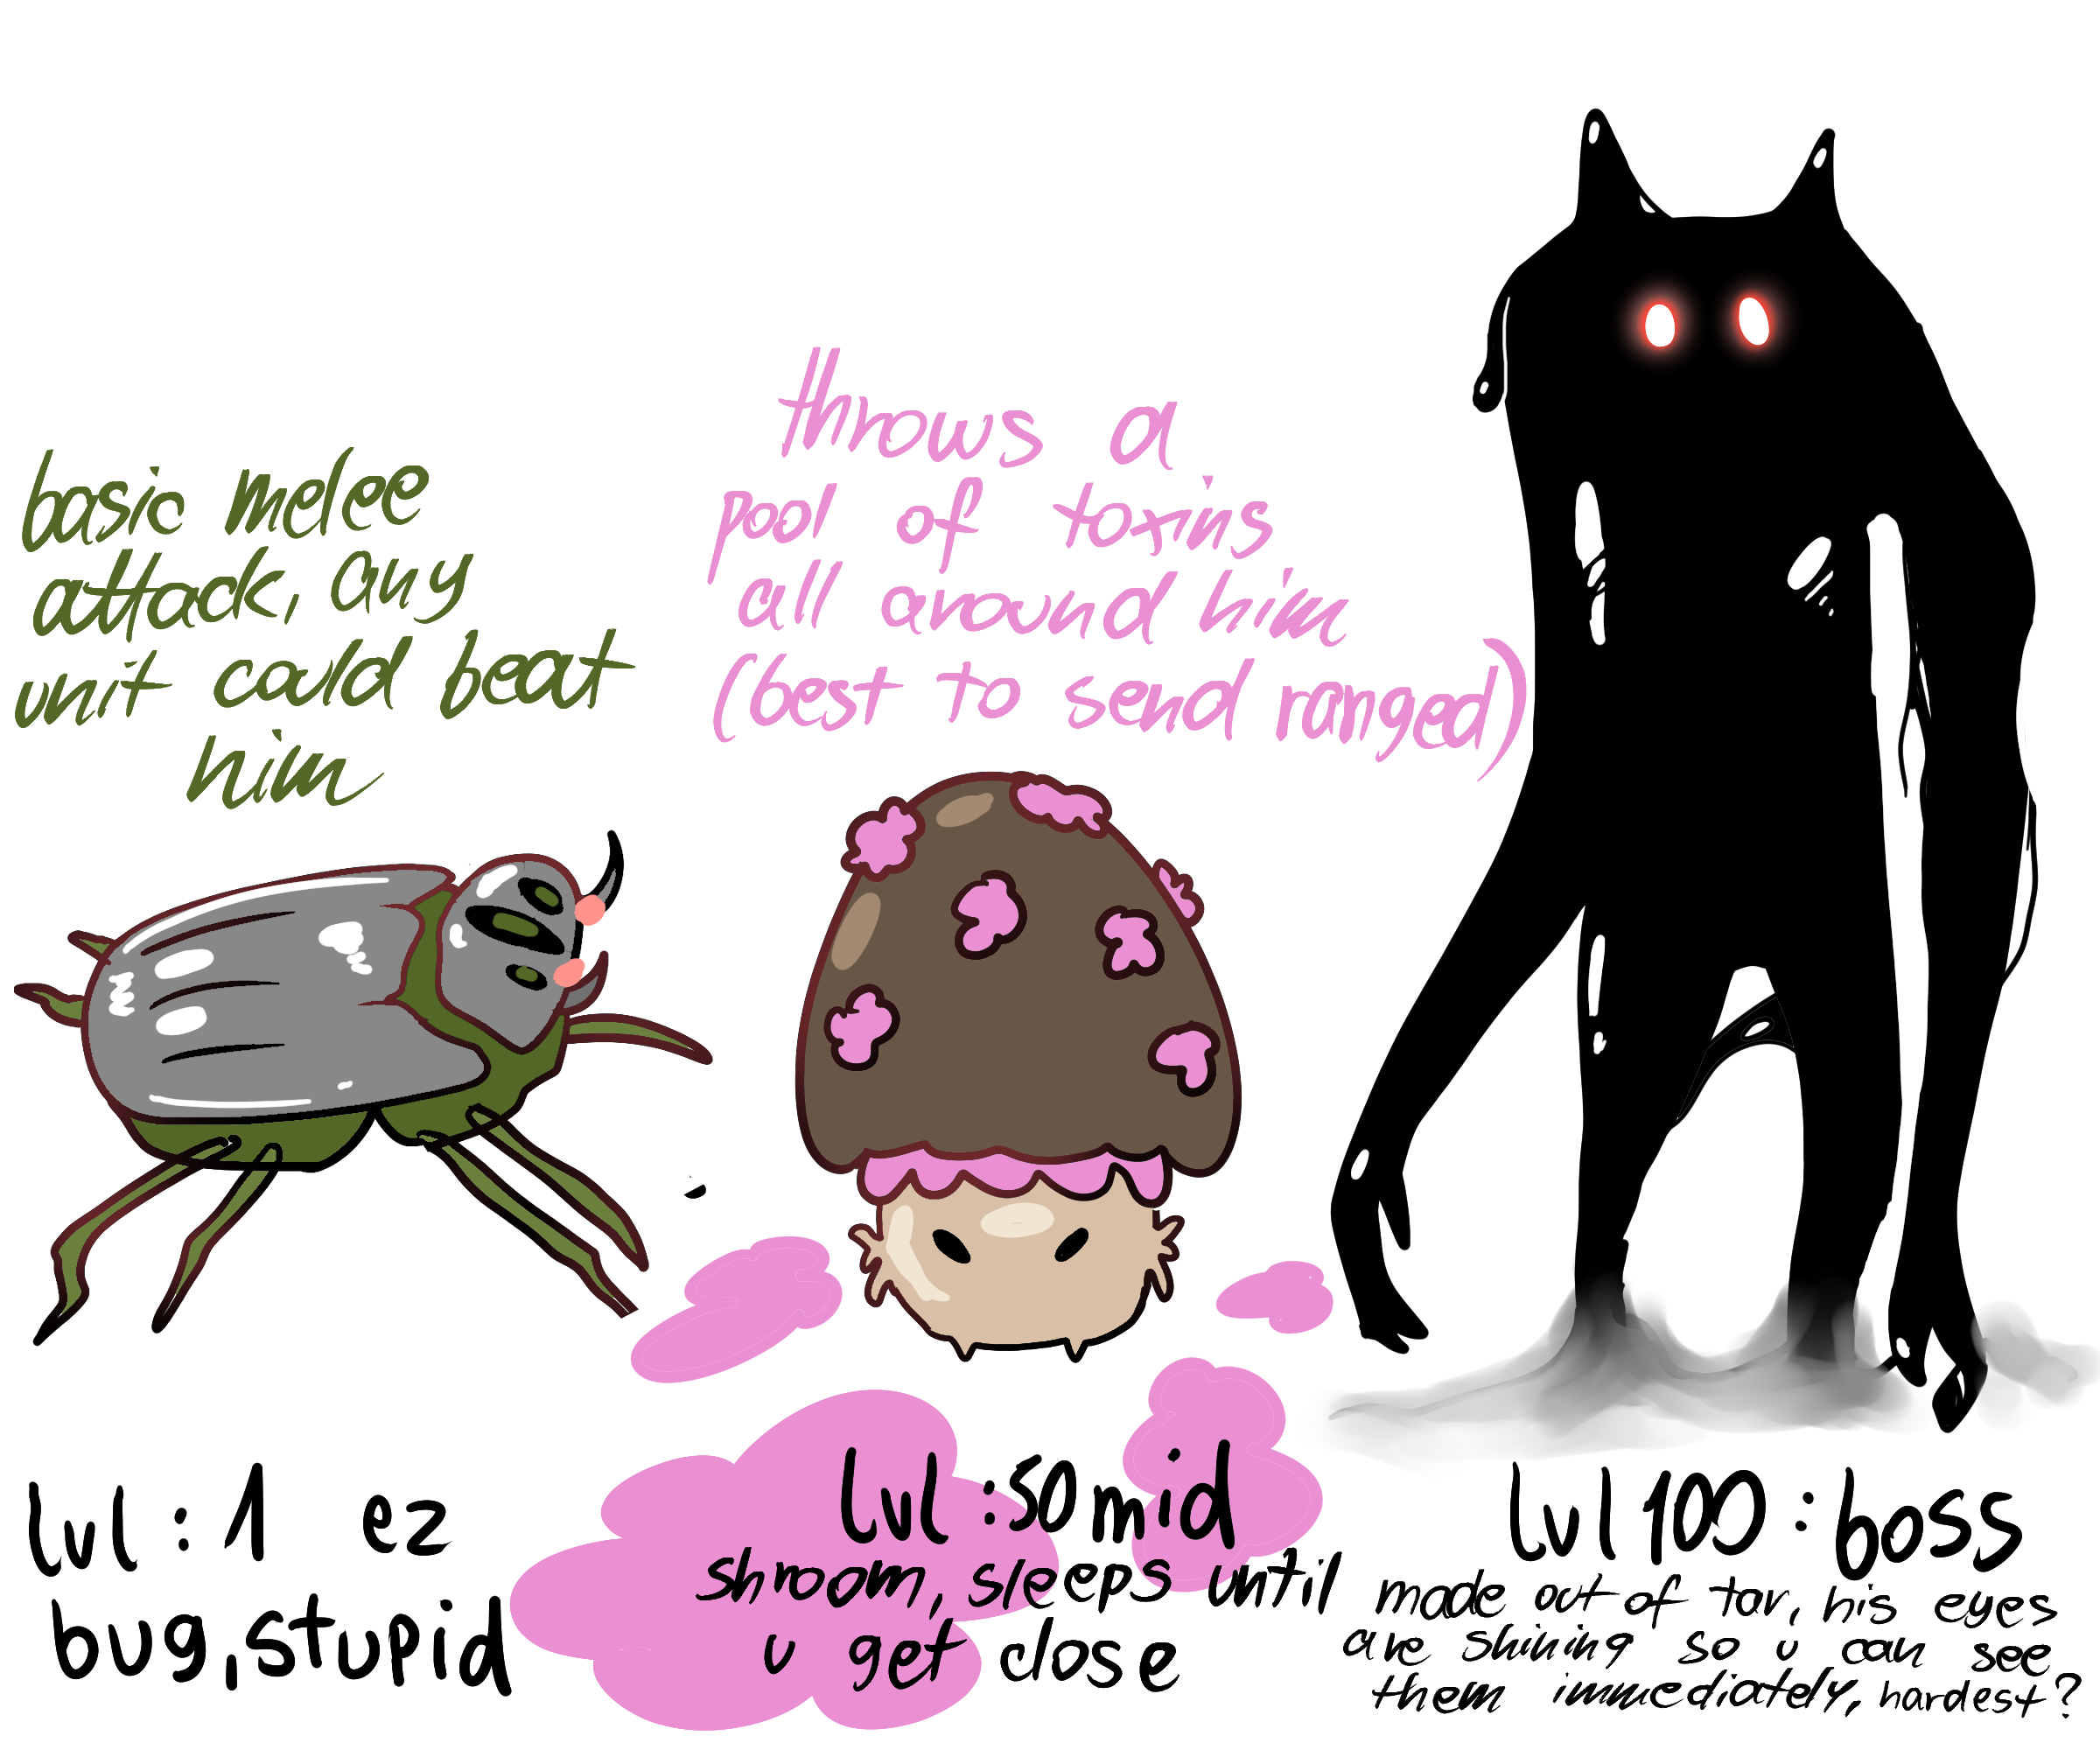 basic melee
attack, any
unit could beat
him
throws a
pool of toxins
all around him
(best to send ranged)
lvl : 1 ez
bug, stupid
lvl : 50 mid
shroom, sleeps until
u get close
lvl 100 : boss
made out of tar, his eyes
are shining so u can see
them immediately, hardest?